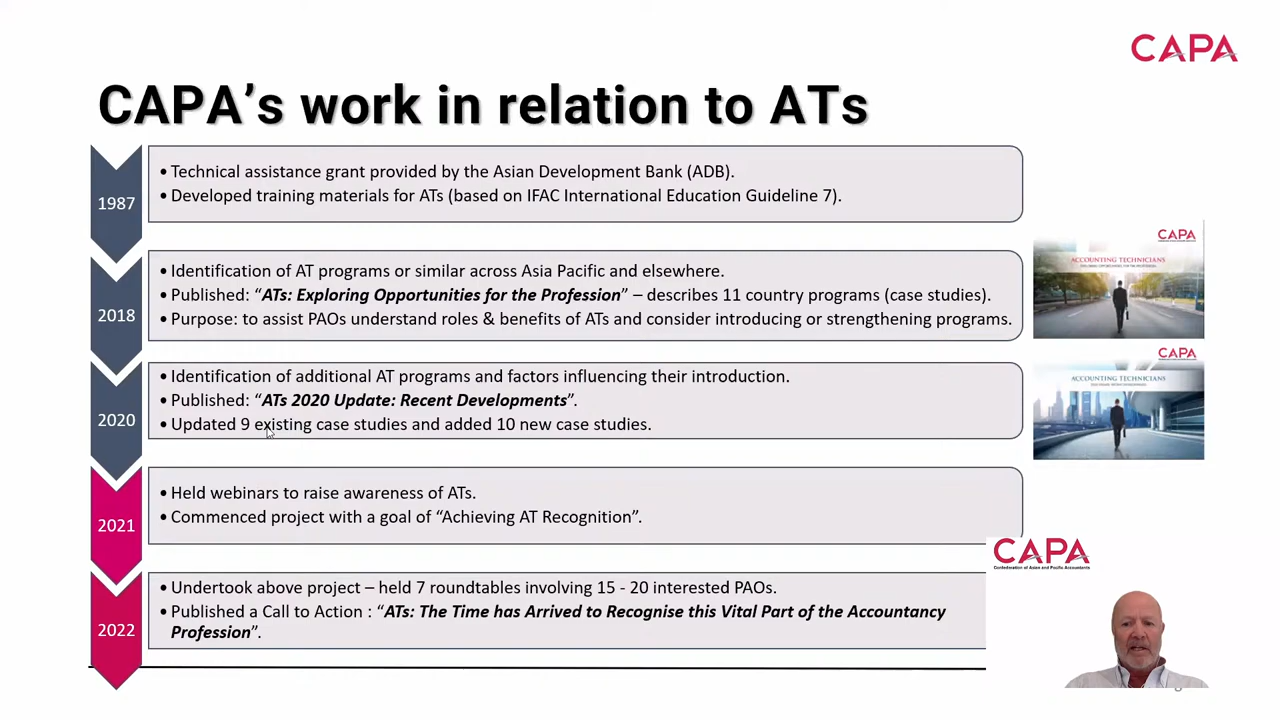 CAPA
CAPA's work in relation to ATs
1987
• Technical assistance grant provided by the Asian Development Bank (ADB).
• Developed training materials for ATs (based on IFAC International Education Guideline 7).
2018
• Identification of AT programs or similar across Asia Pacific and elsewhere.
• Published: “ATs: Exploring Opportunities for the Profession” – describes 11 country programs (case studies).
• Purpose: to assist PAOs understand roles & benefits of ATs and consider introducing or strengthening programs.
CAPA
ACCOUNTING TECHNICIANS
2020
• Identification of additional AT programs and factors influencing their introduction.
• Published: “ATs 2020 Update: Recent Developments”.
• Updated 9 existing case studies and added 10 new case studies.
CAPA
ACCOUNTING TECHNICIANS
2021
• Held webinars to raise awareness of ATs.
• Commenced project with a goal of “Achieving AT Recognition”.
2022
• Undertook above project – held 7 roundtables involving 15 - 20 interested PAOs.
• Published a Call to Action : “ATs: The Time has Arrived to Recognise this Vital Part of the Accountancy
Profession”.
CAPA
Confederation of Asian and Pacific Accountants